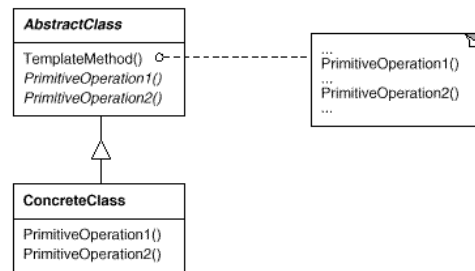 AbstractClass
TemplateMethod()
PrimitiveOperation1()
PrimitiveOperation2()
...
PrimitiveOperation1()
...
PrimitiveOperation2()
...
ConcreteClass
PrimitiveOperation1()
PrimitiveOperation2()